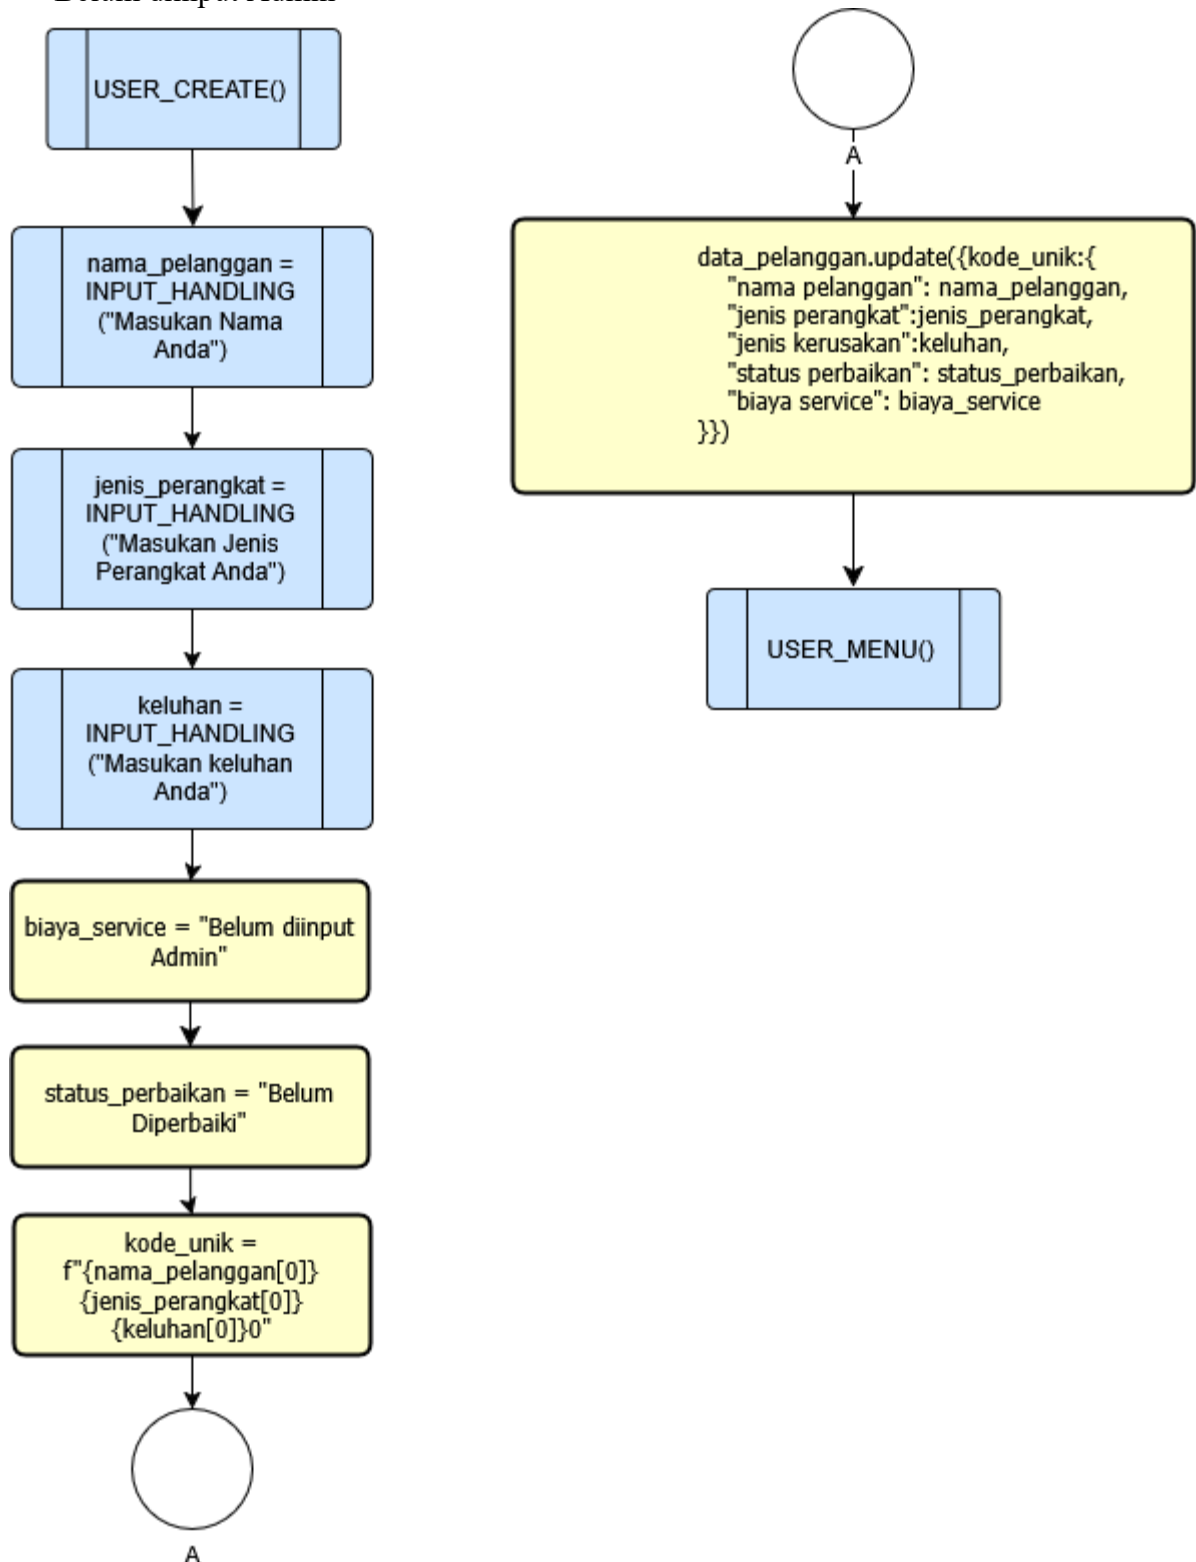 USER_CREATE()
nama_pelanggan =
INPUT_HANDLING
("Masukan Nama
Anda")
jenis_perangkat =
INPUT_HANDLING
("Masukan Jenis
Perangkat Anda")
keluhan =
INPUT_HANDLING
("Masukan keluhan
Anda")
biaya_service = "Belum diinput
Admin"
status_perbaikan = "Belum
Diperbaiki"
kode_unik =
f"{nama_pelanggan[0]}
{jenis_perangkat[0]}
{keluhan[0]}0"
A
A
data_pelanggan.update({kode_unik:{
"nama pelanggan": nama_pelanggan,
"jenis perangkat":jenis_perangkat,
"jenis kerusakan":keluhan,
"status perbaikan": status_perbaikan,
"biaya service": biaya_service
}})
USER_MENU()